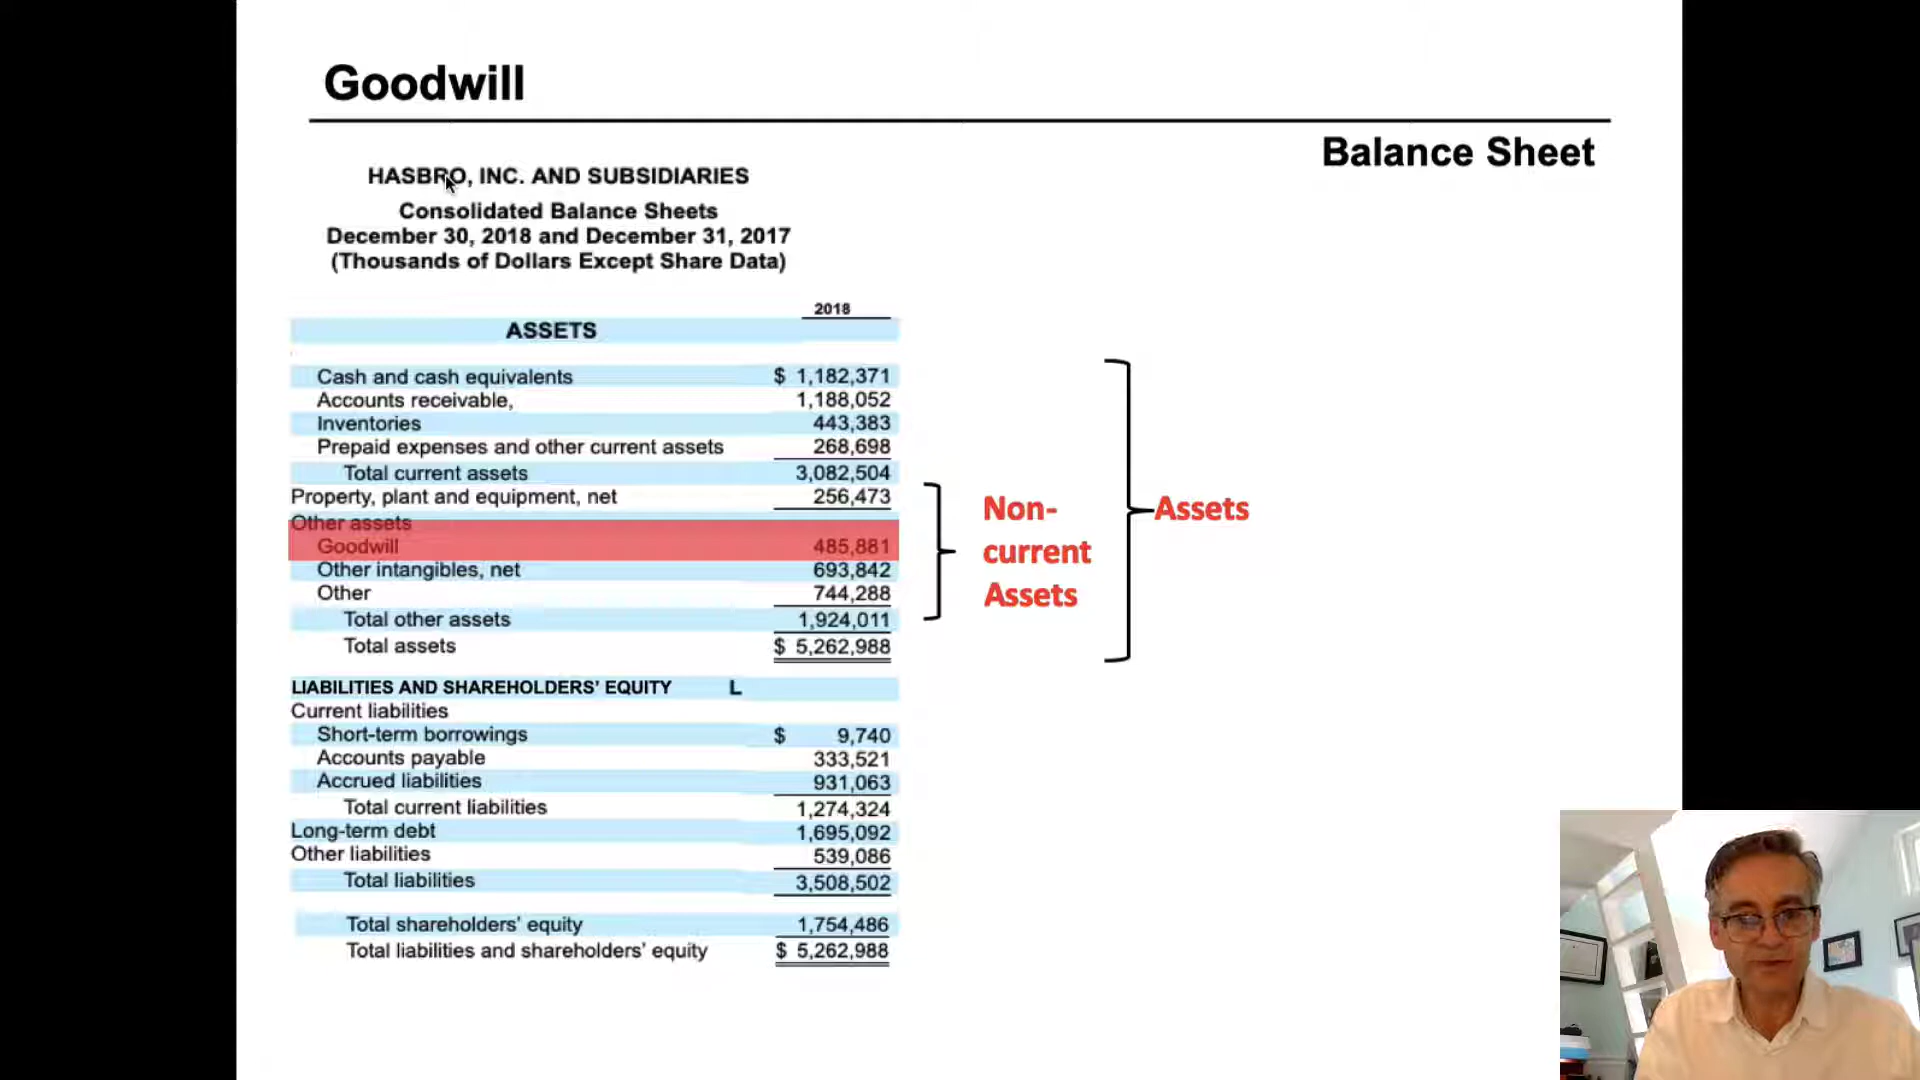 Goodwill
Balance Sheet
HASBRO, INC. AND SUBSIDIARIES
Consolidated Balance Sheets
December 30, 2018 and December 31, 2017
(Thousands of Dollars Except Share Data)
2018
ASSETS
Cash and cash equivalents $ 1,182,371
Accounts receivable, 1,188,052
Inventories 443,383
Prepaid expenses and other current assets 268,698
Total current assets 3,082,504
Property, plant and equipment, net 256,473
Other assets
Goodwill 485,881
Other intangibles, net 693,842
Other 744,288
Total other assets 1,924,011
Total assets $ 5,262,988
Non-
current
Assets
Assets
LIABILITIES AND SHAREHOLDERS' EQUITY L
Current liabilities
Short-term borrowings $ 9,740
Accounts payable 333,521
Accrued liabilities 931,063
Total current liabilities 1,274,324
Long-term debt 1,695,092
Other liabilities 539,086
Total liabilities 3,508,502
Total shareholders' equity 1,754,486
Total liabilities and shareholders' equity $ 5,262,988